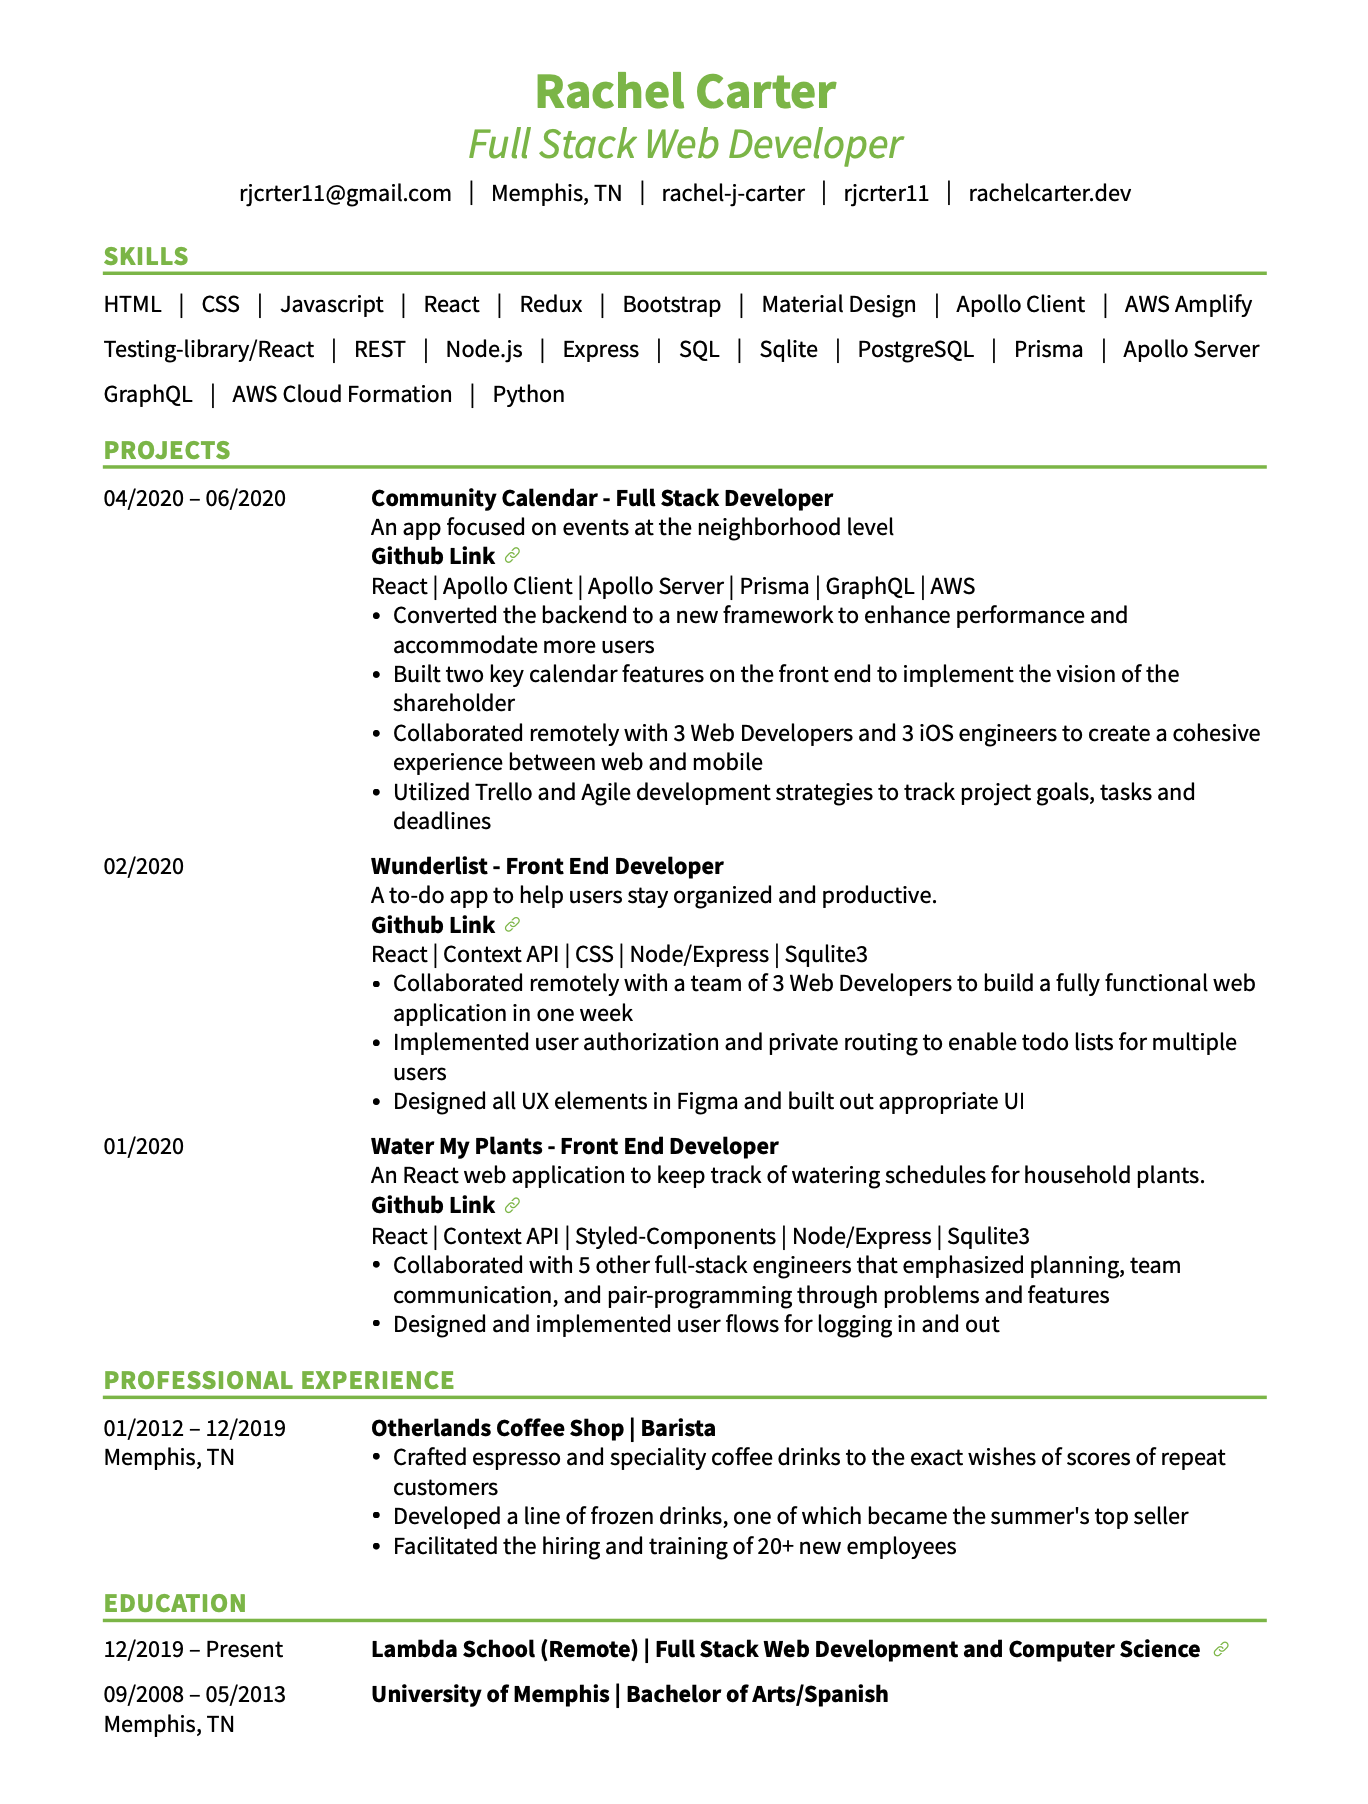 Rachel Carter
Full Stack Web Developer
rjcrter11@gmail.com | Memphis, TN | rachel-j-carter | rjcrter11 | rachelcarter.dev
SKILLS
HTML | CSS | Javascript | React | Redux | Bootstrap | Material Design | Apollo Client | AWS Amplify
Testing-library/React | REST | Node.js | Express | SQL | Sqlite | PostgreSQL | Prisma | Apollo Server
GraphQL | AWS Cloud Formation | Python
PROJECTS
04/2020 – 06/2020 Community Calendar - Full Stack Developer
An app focused on events at the neighborhood level
Github Link
React | Apollo Client | Apollo Server | Prisma | GraphQL | AWS
• Converted the backend to a new framework to enhance performance and
accommodate more users
• Built two key calendar features on the front end to implement the vision of the
shareholder
• Collaborated remotely with 3 Web Developers and 3 iOS engineers to create a cohesive
experience between web and mobile
• Utilized Trello and Agile development strategies to track project goals, tasks and
deadlines
02/2020 Wunderlist - Front End Developer
A to-do app to help users stay organized and productive.
Github Link
React | Context API | CSS | Node/Express | Squlite3
• Collaborated remotely with a team of 3 Web Developers to build a fully functional web
application in one week
• Implemented user authorization and private routing to enable todo lists for multiple
users
• Designed all UX elements in Figma and built out appropriate UI
01/2020 Water My Plants - Front End Developer
An React web application to keep track of watering schedules for household plants.
Github Link
React | Context API | Styled-Components | Node/Express | Squlite3
• Collaborated with 5 other full-stack engineers that emphasized planning, team
communication, and pair-programming through problems and features
• Designed and implemented user flows for logging in and out
PROFESSIONAL EXPERIENCE
01/2012 – 12/2019 Otherlands Coffee Shop | Barista
Memphis, TN • Crafted espresso and speciality coffee drinks to the exact wishes of scores of repeat
customers
• Developed a line of frozen drinks, one of which became the summer's top seller
• Facilitated the hiring and training of 20+ new employees
EDUCATION
12/2019 – Present Lambda School (Remote) | Full Stack Web Development and Computer Science
09/2008 – 05/2013 University of Memphis | Bachelor of Arts/Spanish
Memphis, TN